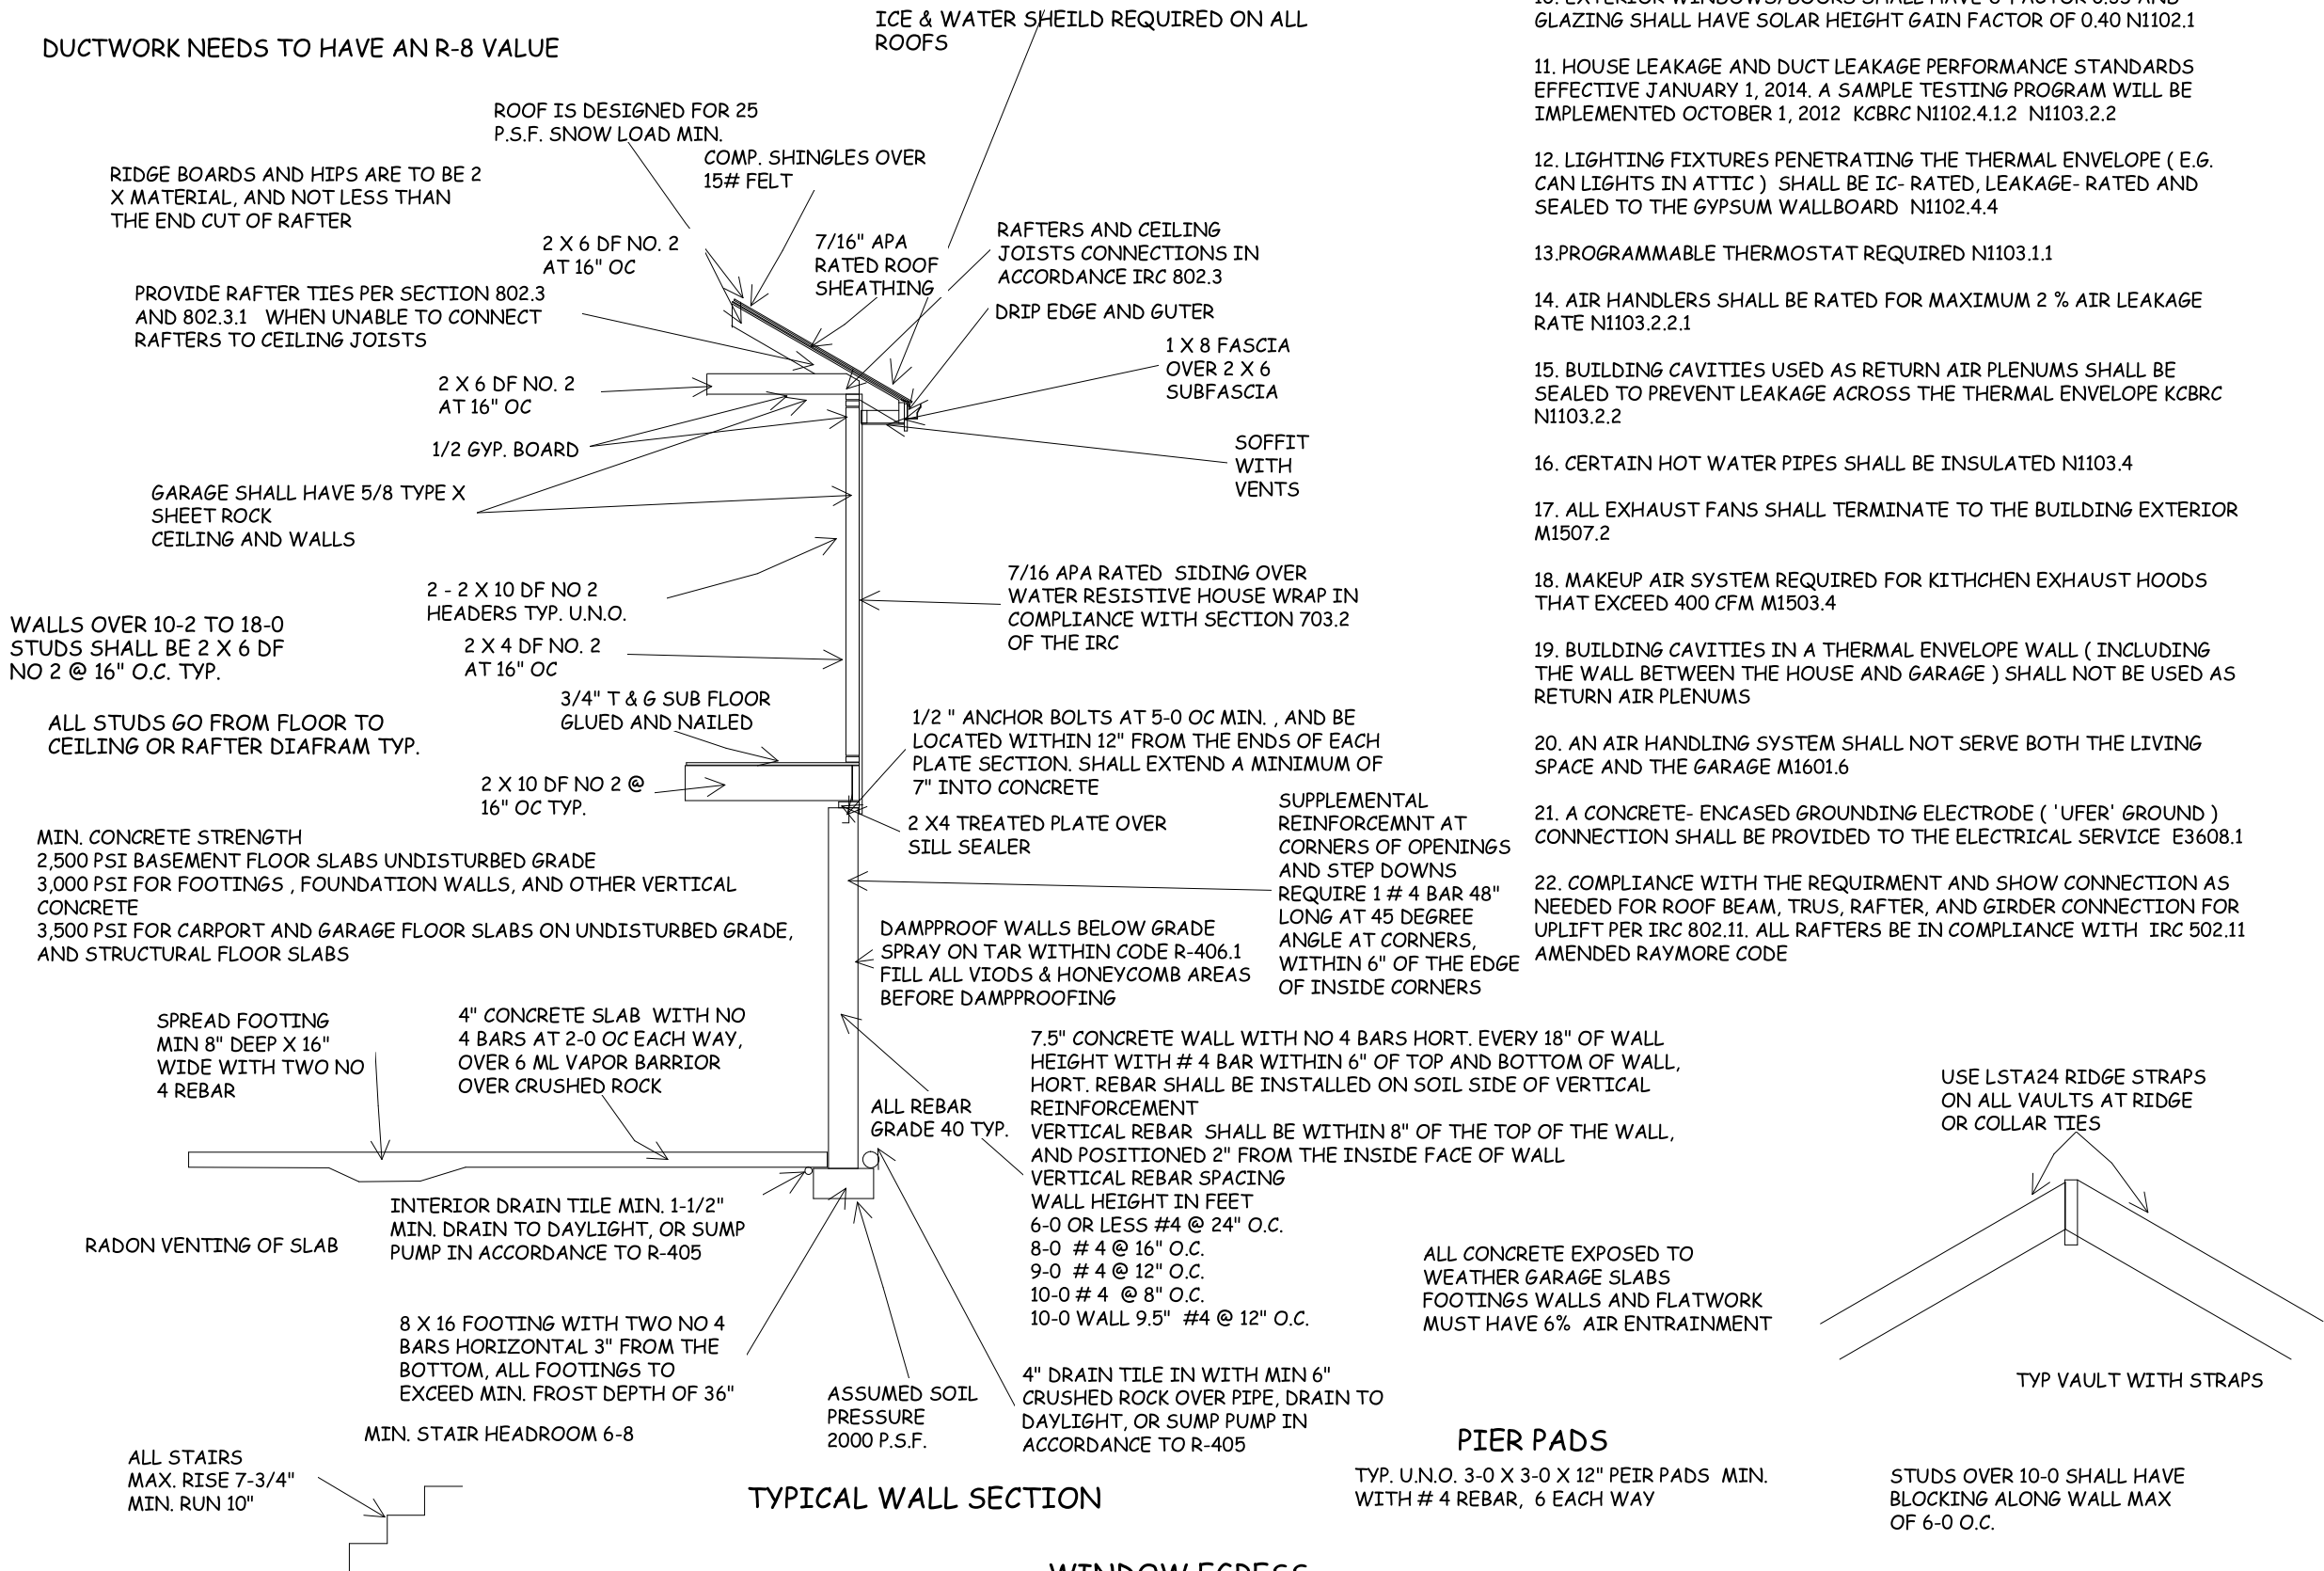 DUCTWORK NEEDS TO HAVE AN R-8 VALUE
ICE & WATER SHEILD REQUIRED ON ALL
ROOFS
ROOF IS DESIGNED FOR 25
P.S.F. SNOW LOAD MIN.
COMP. SHINGLES OVER
15# FELT
RIDGE BOARDS AND HIPS ARE TO BE 2
X MATERIAL, AND NOT LESS THAN
THE END CUT OF RAFTER
2 X 6 DF NO. 2
AT 16" OC
7/16" APA
RATED ROOF
SHEATHING
RAFTERS AND CEILING
JOISTS CONNECTIONS IN
ACCORDANCE IRC 802.3
PROVIDE RAFTER TIES PER SECTION 802.3
AND 802.3.1 WHEN UNABLE TO CONNECT
RAFTERS TO CEILING JOISTS
DRIP EDGE AND GUTER
1 X 8 FASCIA
OVER 2 X 6
SUBFASCIA
2 X 6 DF NO. 2
AT 16" OC
1/2 GYP. BOARD
SOFFIT
WITH
VENTS
GARAGE SHALL HAVE 5/8 TYPE X
SHEET ROCK
CEILING AND WALLS
2 - 2 X 10 DF NO 2
HEADERS TYP. U.N.O.
7/16 APA RATED SIDING OVER
WATER RESISTIVE HOUSE WRAP IN
COMPLIANCE WITH SECTION 703.2
OF THE IRC
WALLS OVER 10-2 TO 18-0
STUDS SHALL BE 2 X 6 DF
NO 2 @ 16" O.C. TYP.
2 X 4 DF NO. 2
AT 16" OC
3/4" T & G SUB FLOOR
GLUED AND NAILED
ALL STUDS GO FROM FLOOR TO
CEILING OR RAFTER DIAFRAM TYP.
1/2 " ANCHOR BOLTS AT 5-0 OC MIN. , AND BE
LOCATED WITHIN 12" FROM THE ENDS OF EACH
PLATE SECTION. SHALL EXTEND A MINIMUM OF
7" INTO CONCRETE
2 X 10 DF NO 2 @
16" OC TYP.
2 X4 TREATED PLATE OVER
SILL SEALER
SUPPLEMENTAL
REINFORCEMNT AT
CORNERS OF OPENINGS
AND STEP DOWNS
REQUIRE 1 # 4 BAR 48"
LONG AT 45 DEGREE
ANGLE AT CORNERS,
WITHIN 6" OF THE EDGE
OF INSIDE CORNERS
MIN. CONCRETE STRENGTH
2,500 PSI BASEMENT FLOOR SLABS UNDISTURBED GRADE
3,000 PSI FOR FOOTINGS , FOUNDATION WALLS, AND OTHER VERTICAL
CONCRETE
3,500 PSI FOR CARPORT AND GARAGE FLOOR SLABS ON UNDISTURBED GRADE,
AND STRUCTURAL FLOOR SLABS
DAMPPROOF WALLS BELOW GRADE
SPRAY ON TAR WITHIN CODE R-406.1
FILL ALL VIODS & HONEYCOMB AREAS
BEFORE DAMPPROOFING
SPREAD FOOTING
MIN 8" DEEP X 16"
WIDE WITH TWO NO
4 REBAR
4" CONCRETE SLAB WITH NO
4 BARS AT 2-0 OC EACH WAY,
OVER 6 ML VAPOR BARRIOR
OVER CRUSHED ROCK
ALL REBAR
GRADE 40 TYP.
7.5" CONCRETE WALL WITH NO 4 BARS HORT. EVERY 18" OF WALL
HEIGHT WITH # 4 BAR WITHIN 6" OF TOP AND BOTTOM OF WALL,
HORT. REBAR SHALL BE INSTALLED ON SOIL SIDE OF VERTICAL
REINFORCEMENT
VERTICAL REBAR SHALL BE WITHIN 8" OF THE TOP OF THE WALL,
AND POSITIONED 2" FROM THE INSIDE FACE OF WALL
VERTICAL REBAR SPACING
WALL HEIGHT IN FEET
6-0 OR LESS #4 @ 24" O.C.
8-0 # 4 @ 16" O.C.
9-0 # 4 @ 12" O.C.
10-0 # 4 @ 8" O.C.
10-0 WALL 9.5" #4 @ 12" O.C.
INTERIOR DRAIN TILE MIN. 1-1/2"
MIN. DRAIN TO DAYLIGHT, OR SUMP
PUMP IN ACCORDANCE TO R-405
RADON VENTING OF SLAB
8 X 16 FOOTING WITH TWO NO 4
BARS HORIZONTAL 3" FROM THE
BOTTOM, ALL FOOTINGS TO
EXCEED MIN. FROST DEPTH OF 36"
ASSUMED SOIL
PRESSURE
2000 P.S.F.
4" DRAIN TILE IN WITH MIN 6"
CRUSHED ROCK OVER PIPE, DRAIN TO
DAYLIGHT, OR SUMP PUMP IN
ACCORDANCE TO R-405
ALL CONCRETE EXPOSED TO
WEATHER GARAGE SLABS
FOOTINGS WALLS AND FLATWORK
MUST HAVE 6% AIR ENTRAINMENT
MIN. STAIR HEADROOM 6-8
ALL STAIRS
MAX. RISE 7-3/4"
MIN. RUN 10"
TYPICAL WALL SECTION
PIER PADS
TYP. U.N.O. 3-0 X 3-0 X 12" PEIR PADS MIN.
WITH # 4 REBAR, 6 EACH WAY
WINDOW EGRESS
GLAZING SHALL HAVE SOLAR HEIGHT GAIN FACTOR OF 0.40 N1102.1
11. HOUSE LEAKAGE AND DUCT LEAKAGE PERFORMANCE STANDARDS
EFFECTIVE JANUARY 1, 2014. A SAMPLE TESTING PROGRAM WILL BE
IMPLEMENTED OCTOBER 1, 2012 KCBRC N1102.4.1.2 N1103.2.2
12. LIGHTING FIXTURES PENETRATING THE THERMAL ENVELOPE ( E.G.
CAN LIGHTS IN ATTIC ) SHALL BE IC- RATED, LEAKAGE- RATED AND
SEALED TO THE GYPSUM WALLBOARD N1102.4.4
13.PROGRAMMABLE THERMOSTAT REQUIRED N1103.1.1
14. AIR HANDLERS SHALL BE RATED FOR MAXIMUM 2 % AIR LEAKAGE
RATE N1103.2.2.1
15. BUILDING CAVITIES USED AS RETURN AIR PLENUMS SHALL BE
SEALED TO PREVENT LEAKAGE ACROSS THE THERMAL ENVELOPE KCBRC
N1103.2.2
16. CERTAIN HOT WATER PIPES SHALL BE INSULATED N1103.4
17. ALL EXHAUST FANS SHALL TERMINATE TO THE BUILDING EXTERIOR
M1507.2
18. MAKEUP AIR SYSTEM REQUIRED FOR KITHCHEN EXHAUST HOODS
THAT EXCEED 400 CFM M1503.4
19. BUILDING CAVITIES IN A THERMAL ENVELOPE WALL ( INCLUDING
THE WALL BETWEEN THE HOUSE AND GARAGE ) SHALL NOT BE USED AS
RETURN AIR PLENUMS
20. AN AIR HANDLING SYSTEM SHALL NOT SERVE BOTH THE LIVING
SPACE AND THE GARAGE M1601.6
21. A CONCRETE- ENCASED GROUNDING ELECTRODE ( 'UFER' GROUND )
CONNECTION SHALL BE PROVIDED TO THE ELECTRICAL SERVICE E3608.1
22. COMPLIANCE WITH THE REQUIRMENT AND SHOW CONNECTION AS
NEEDED FOR ROOF BEAM, TRUS, RAFTER, AND GIRDER CONNECTION FOR
UPLIFT PER IRC 802.11. ALL RAFTERS BE IN COMPLIANCE WITH IRC 502.11
AMENDED RAYMORE CODE
USE LSTA24 RIDGE STRAPS
ON ALL VAULTS AT RIDGE
OR COLLAR TIES
TYP VAULT WITH STRAPS
STUDS OVER 10-0 SHALL HAVE
BLOCKING ALONG WALL MAX
OF 6-0 O.C.